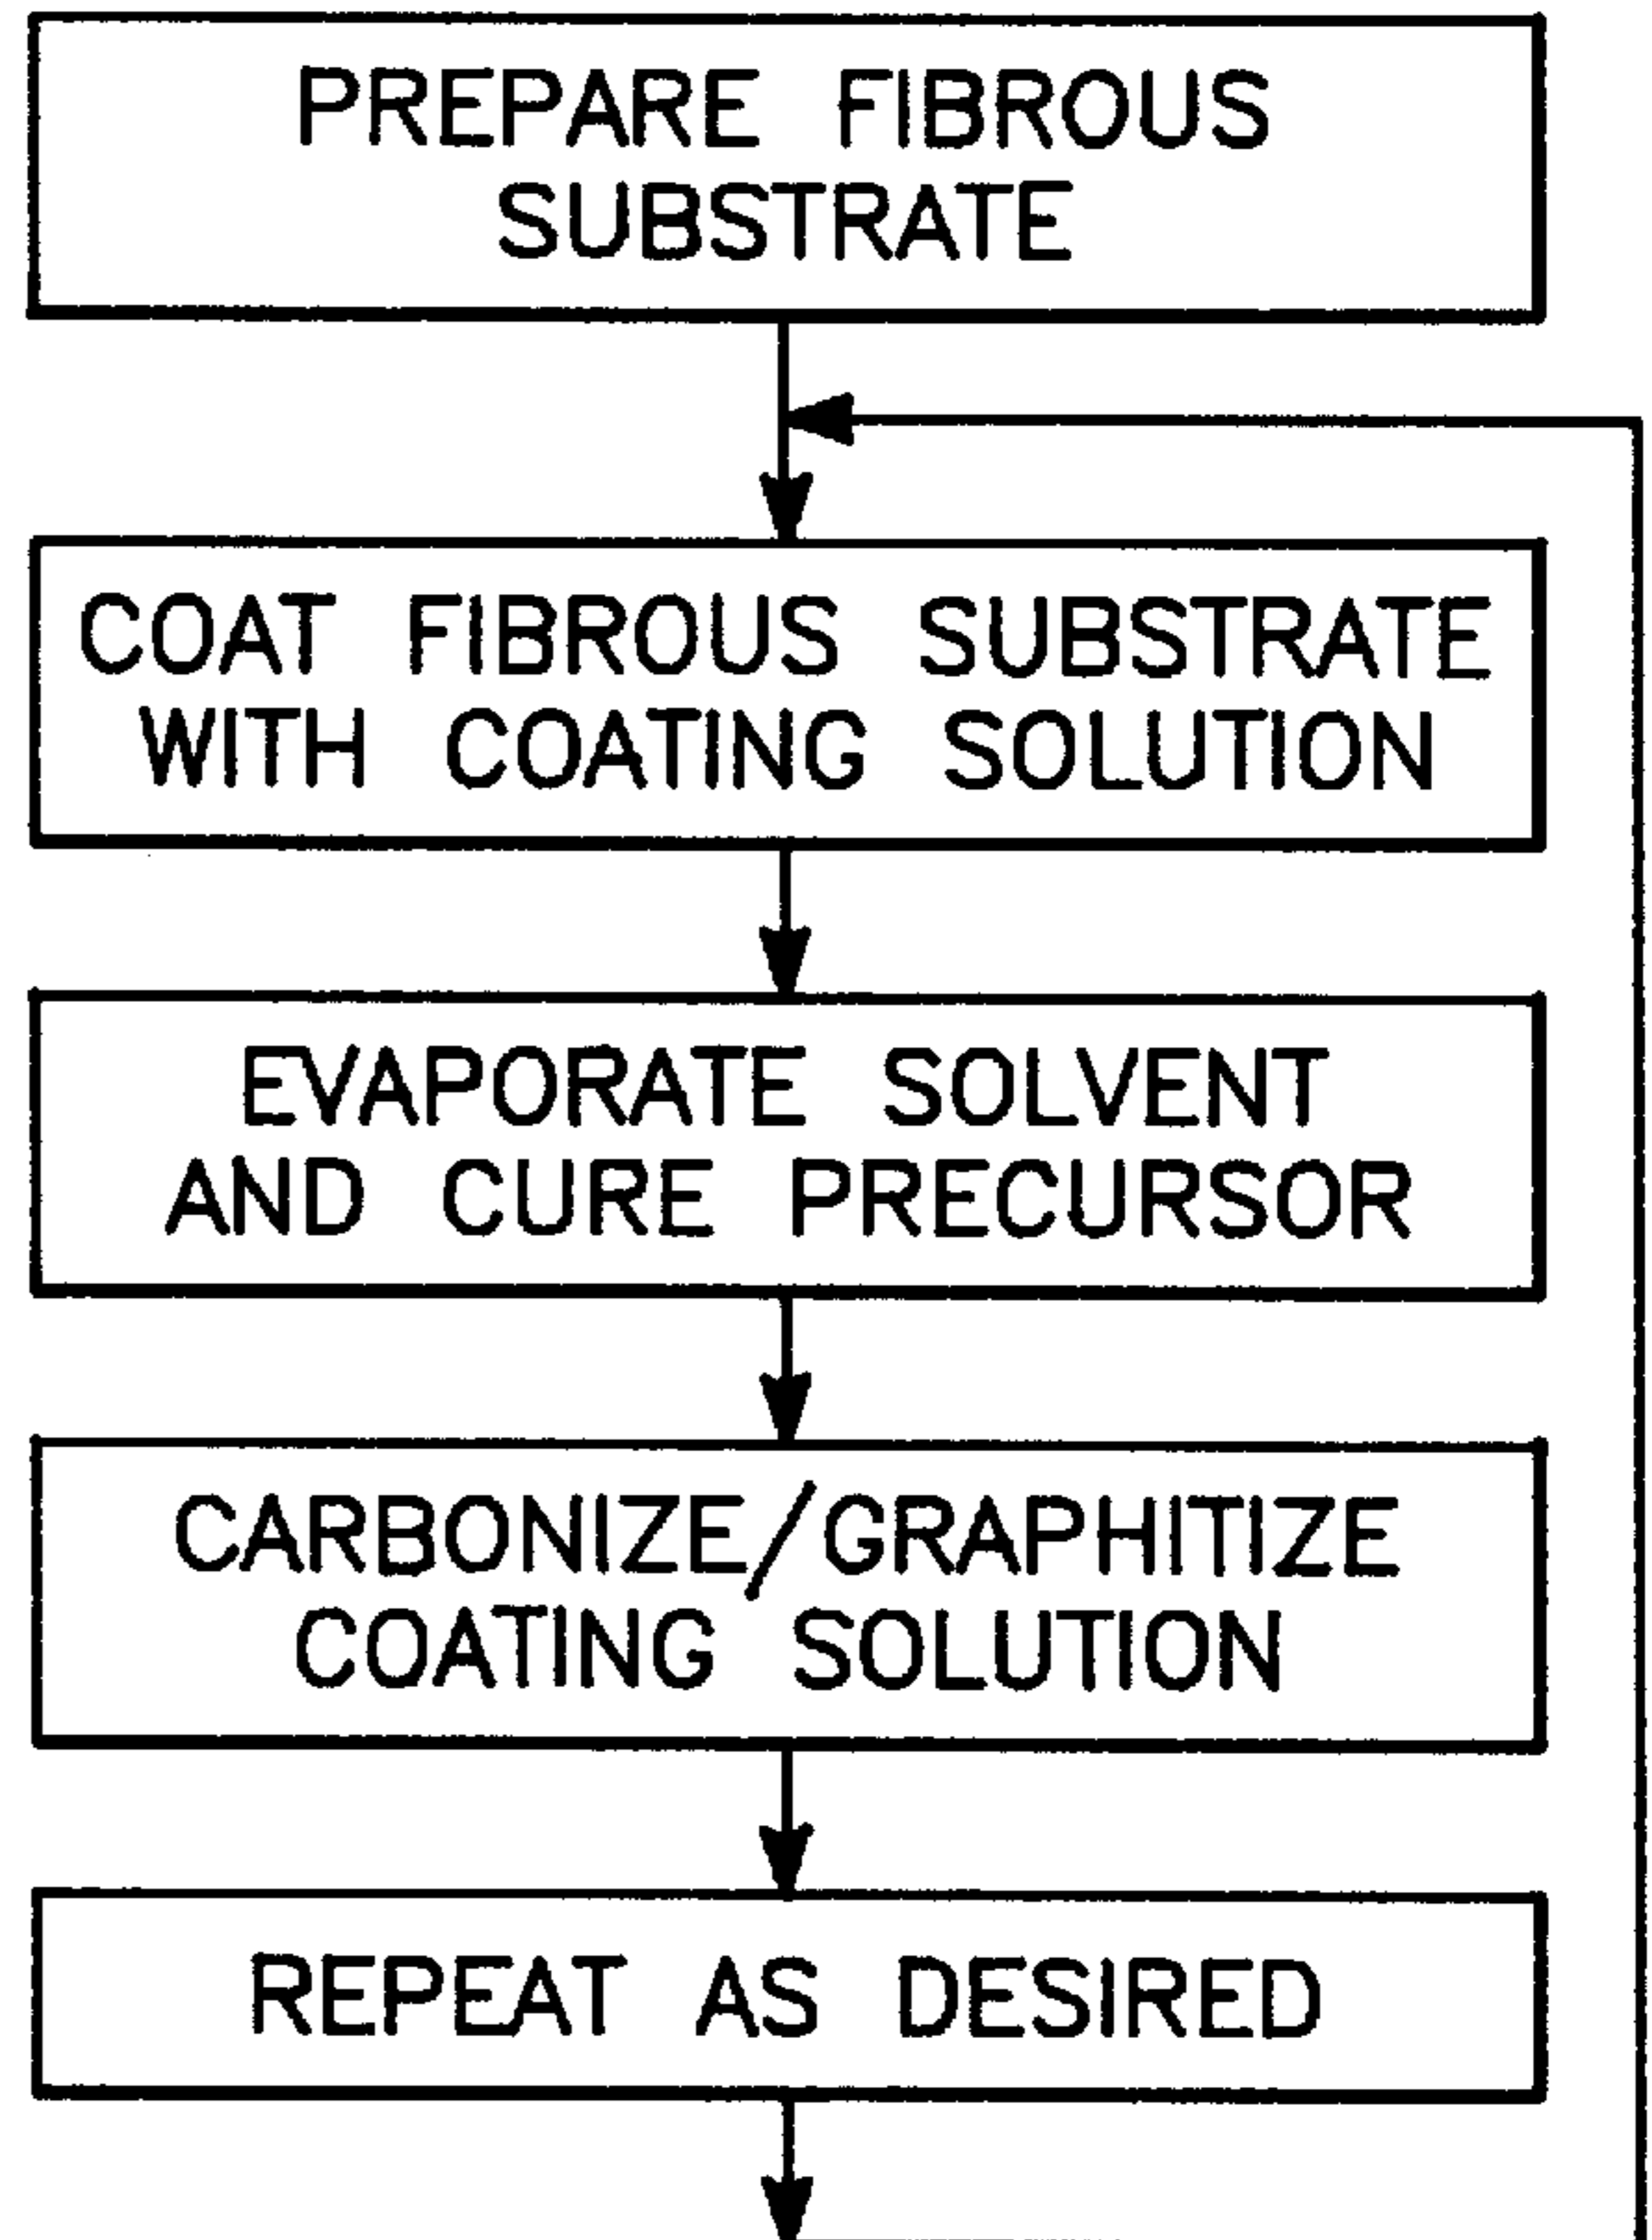 PREPARE FIBROUS
SUBSTRATE
COAT FIBROUS SUBSTRATE
WITH COATING SOLUTION
EVAPORATE SOLVENT
AND CURE PRECURSOR
CARBONIZE/GRAPHITIZE
COATING SOLUTION
REPEAT AS DESIRED